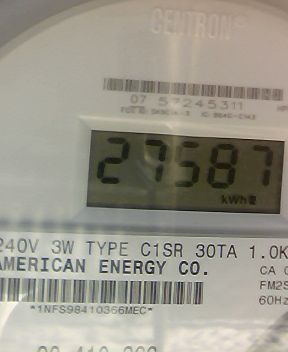 CENTRON®
07 57245311
27587
kWh
240V 3W TYPE C1SR 30TA 1.0K
AMERICAN ENERGY CO.
CA
FM2S
60Hz
*1NFS98410366MEC*